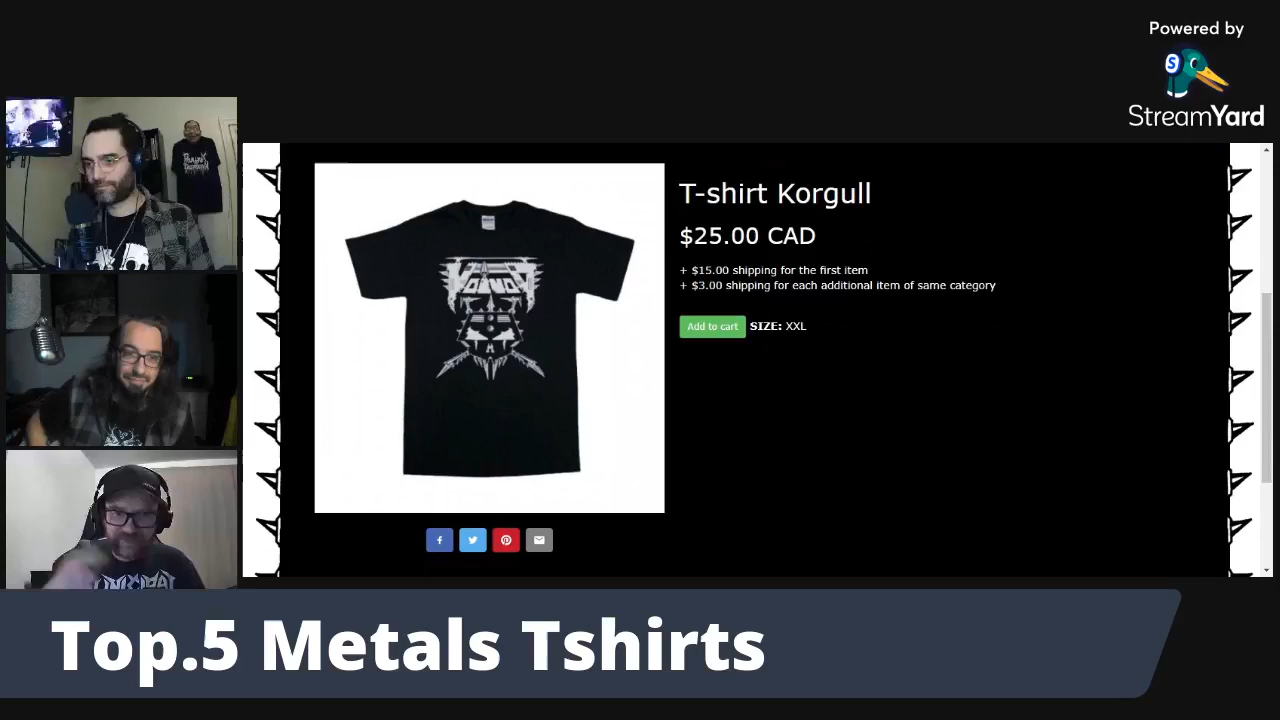 Powered by
StreamYard
T-shirt Korgull
$25.00 CAD
+ $15.00 shipping for the first item
+ $3.00 shipping for each additional item of same category
Add to cart SIZE: XXL
VOIVOD
MUNICIPAL
Top.5 Metals Tshirts